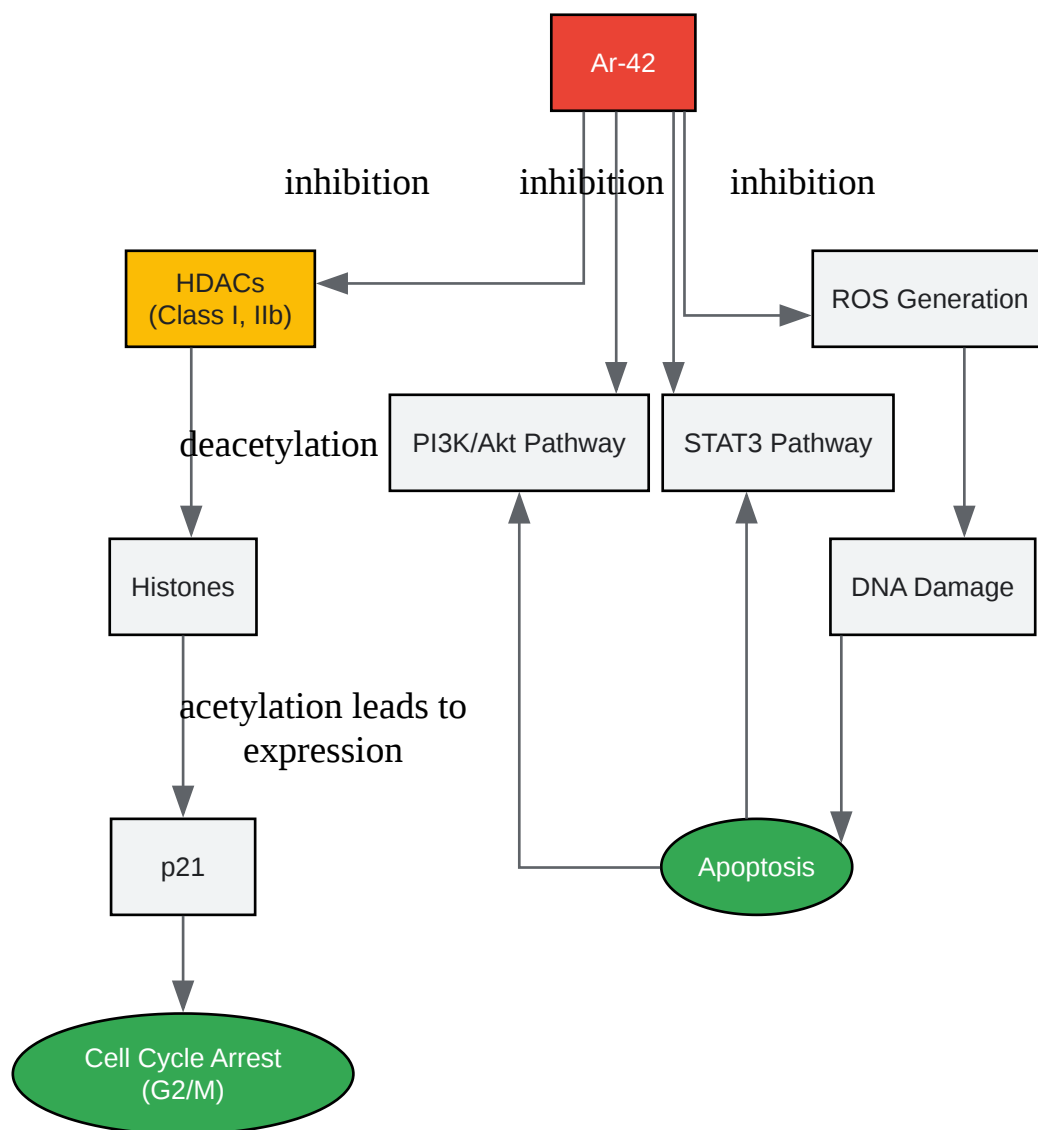 Ar-42
inhibition
inhibition
inhibition
HDACs
(Class I, IIb)
ROS Generation
deacetylation
PI3K/Akt Pathway
STAT3 Pathway
Histones
DNA Damage
acetylation leads to
expression
p21
Apoptosis
Cell Cycle Arrest
(G2/M)